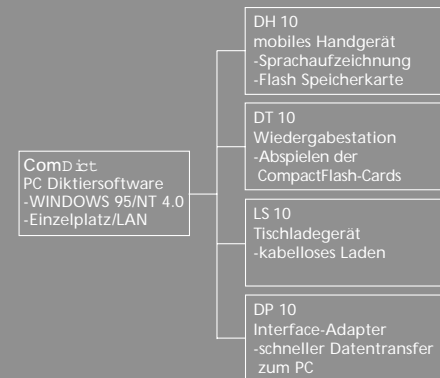 ComDict
PC Diktiersoftware
-WINDOWS 95/NT 4.0
-Einzelplatz/LAN
DH 10
mobiles Handgerät
-Sprachaufzeichnung
-Flash Speicherkarte
DT 10
Wiedergabestation
-Abspielen der
CompactFlash-Cards
LS 10
Tischladegerät
-kabelloses Laden
DP 10
Interface-Adapter
-schneller Datentransfer
zum PC